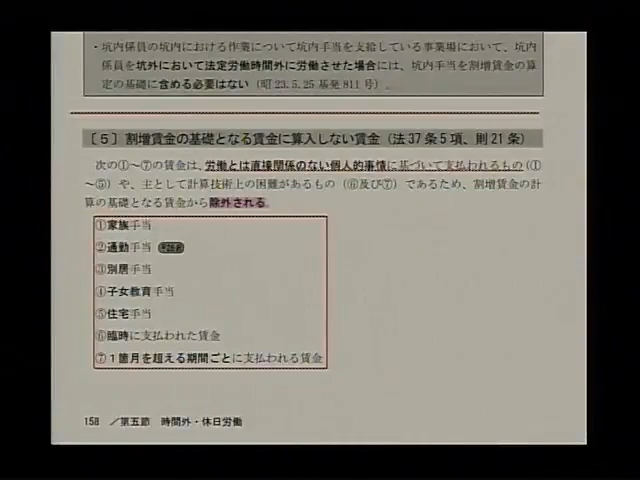 ・坑内係員の坑内における作業について坑内手当を支給している事業場において、坑内
係員を坑外において法定労働時間外に労働させた場合には、坑内手当を割増賃金の算
定の基礎に含める必要はない（昭23.5.25基発811号）。
〔5〕割増賃金の基礎となる賃金に算入しない賃金（法37条5項、則21条）
次の①～⑦の賃金は、労働とは直接関係のない個人的事情に基づいて支払われるもの（①
～⑤）や、主として計算技術上の困難があるもの（⑥及び⑦）であるため、割増賃金の計
算の基礎となる賃金から除外される。
①家族手当
②通勤手当
③別居手当
④子女教育手当
⑤住宅手当
⑥臨時に支払われた賃金
⑦1箇月を超える期間ごとに支払われる賃金
158 ／第五節 時間外・休日労働